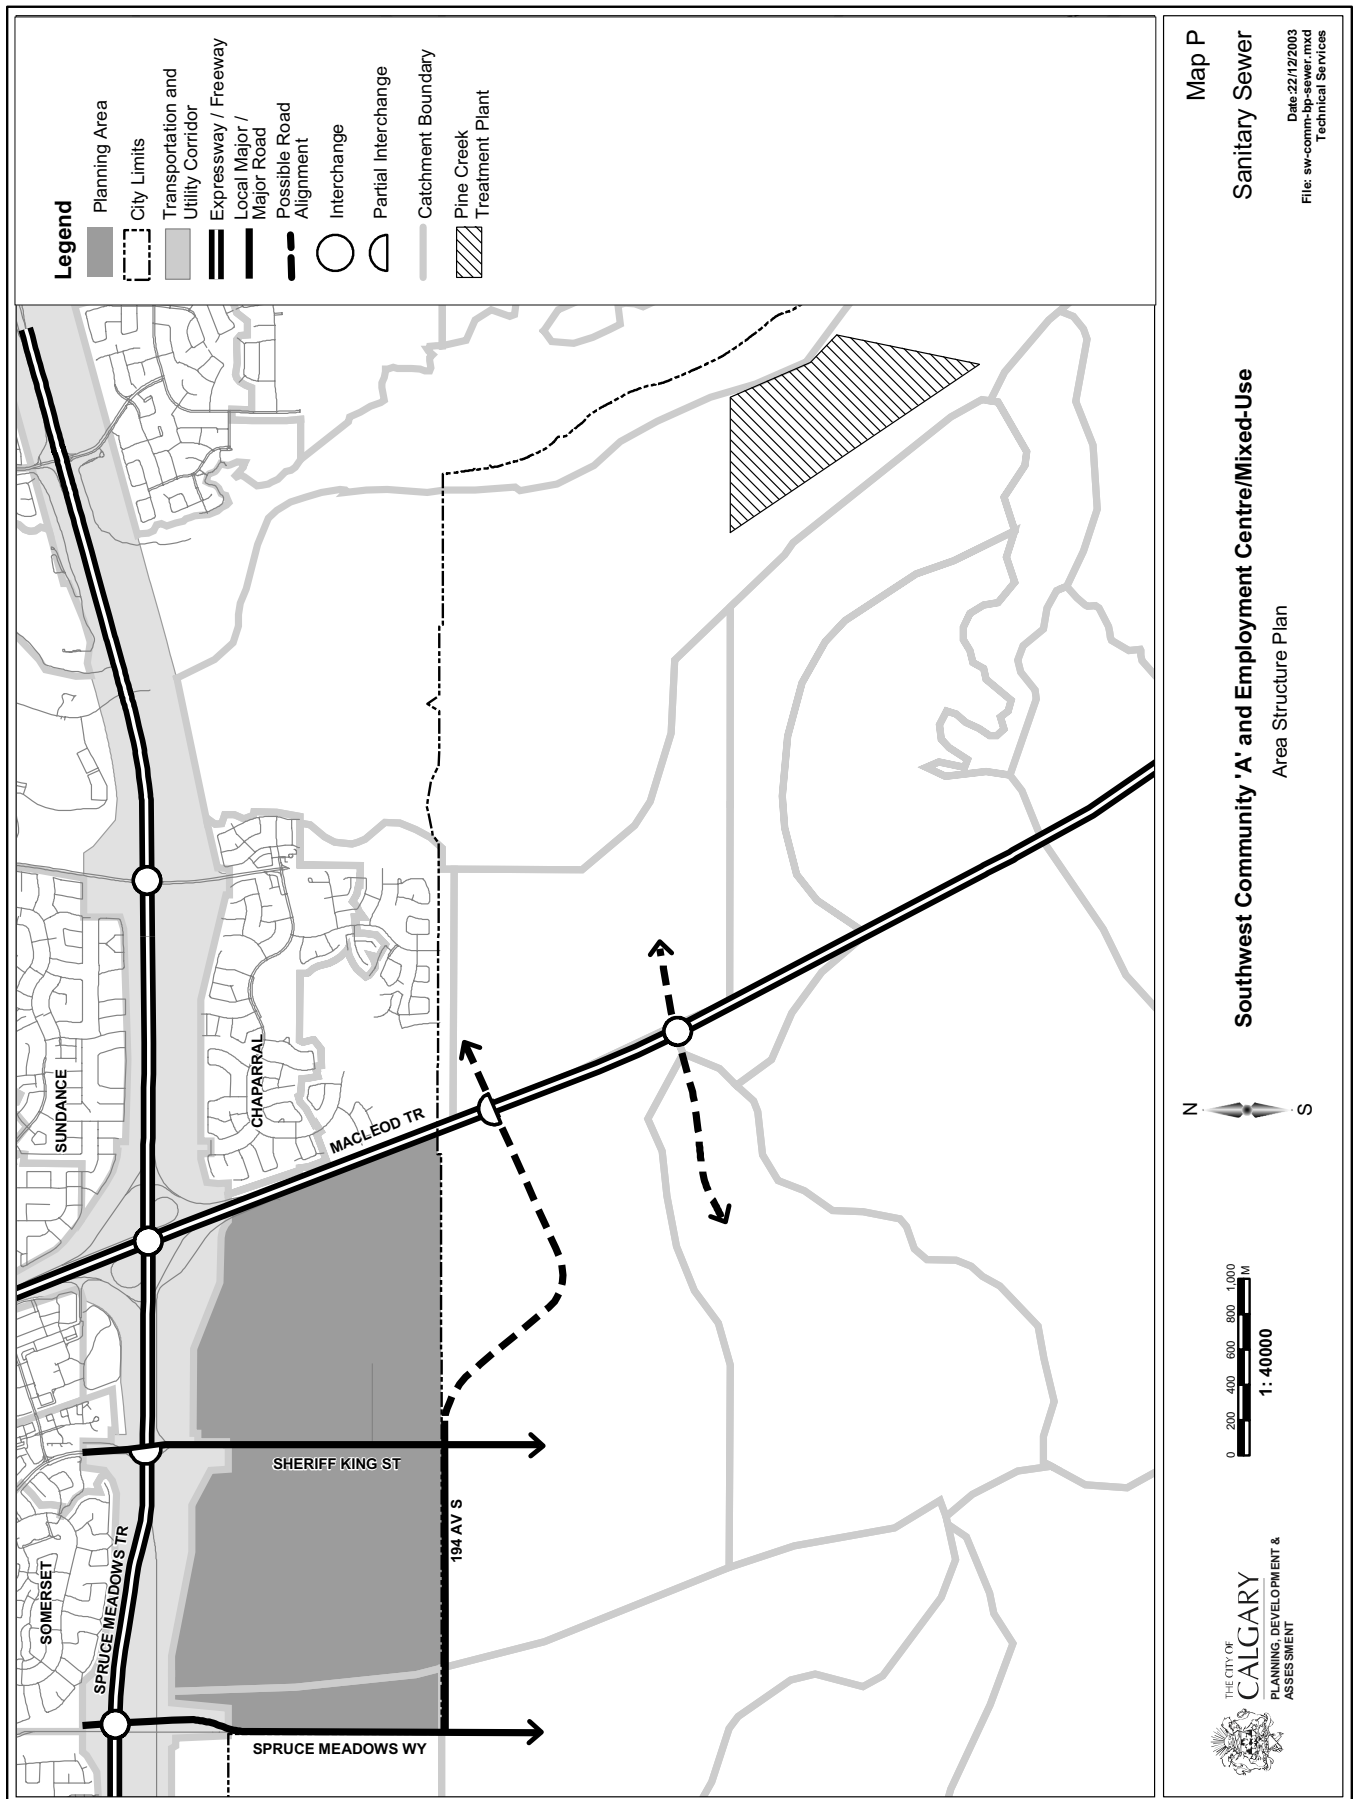 Legend
Planning Area
City Limits
Transportation and
Utility Corridor
Expressway / Freeway
Local Major /
Major Road
Possible Road
Alignment
Interchange
Partial Interchange
Catchment Boundary
Pine Creek
Treatment Plant
SOMERSET
SUNDANCE
SPRUCE MEADOWS TR
CHAPARRAL
MACLEOD TR
SHERIFF KING ST
194 AV S
SPRUCE MEADOWS WY
THE CITY OF
CALGARY
PLANNING, DEVELOPMENT &
ASSESSMENT
0 200 400 600 800 1,000
M
1: 40000
N
S
Southwest Community 'A' and Employment Centre/Mixed-Use
Area Structure Plan
Map P
Sanitary Sewer
Date:22/12/2003
File: sw-comm-bp-sewer.mxd
Technical Services